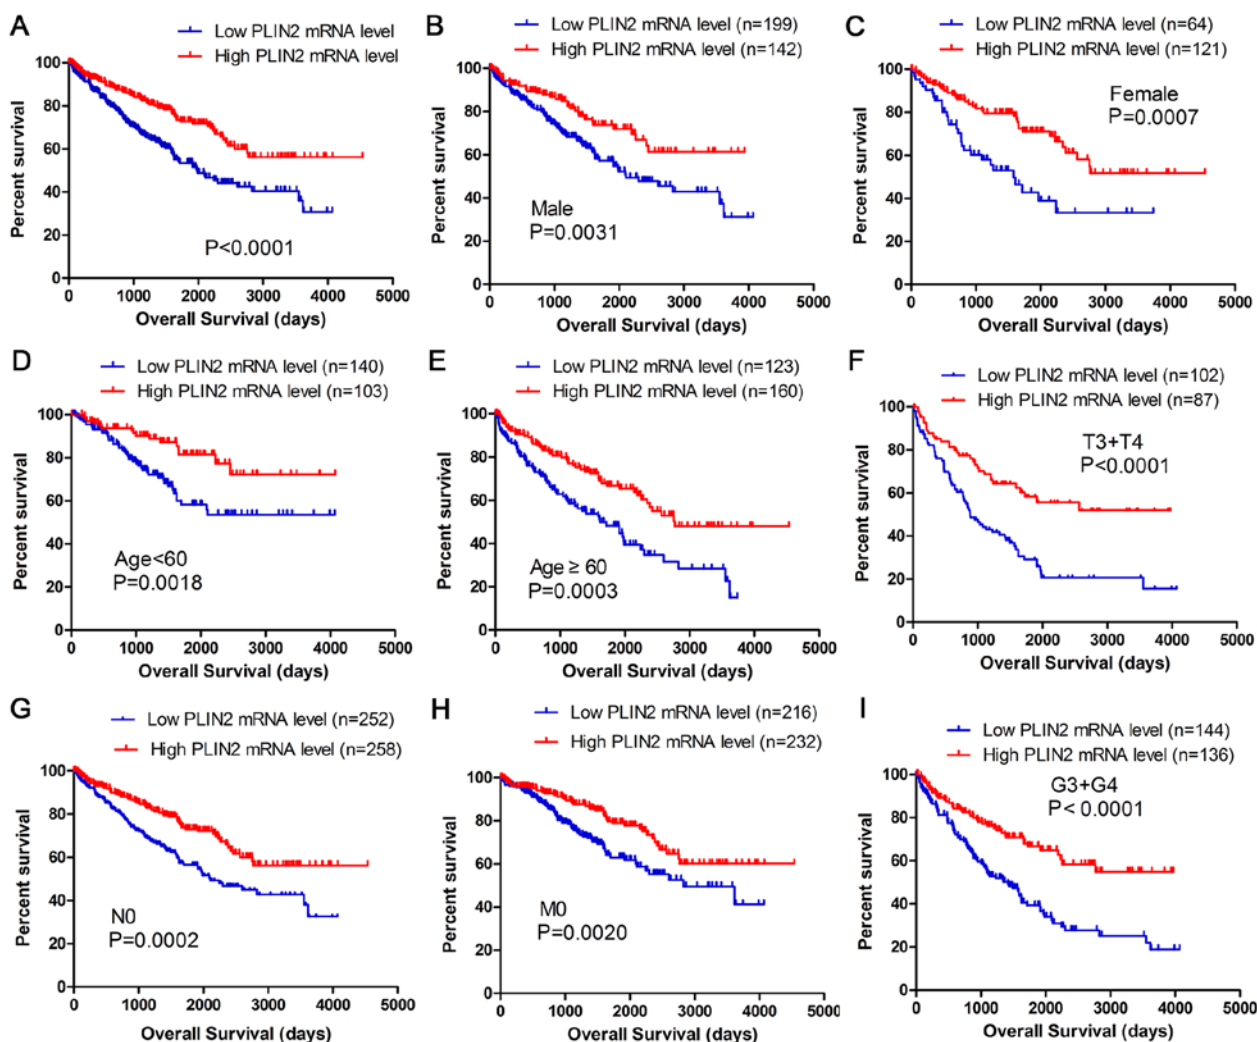 A
Low PLIN2 mRNA level
High PLIN2 mRNA level
Percent survival
100
80
60
40
20
0
P<0.0001
0 1000 2000 3000 4000 5000
Overall Survival (days)
B
Low PLIN2 mRNA level (n=199)
High PLIN2 mRNA level (n=142)
Percent survival
100
80
60
40
20
0
Male
P=0.0031
0 1000 2000 3000 4000 5000
Overall Survival (days)
C
Low PLIN2 mRNA level (n=64)
High PLIN2 mRNA level (n=121)
Percent survival
100
80
60
40
20
0
Female
P=0.0007
0 1000 2000 3000 4000 5000
Overall Survival (days)
D
Low PLIN2 mRNA level (n=140)
High PLIN2 mRNA level (n=103)
Percent survival
100
80
60
40
20
0
Age<60
P=0.0018
0 1000 2000 3000 4000 5000
Overall Survival (days)
E
Low PLIN2 mRNA level (n=123)
High PLIN2 mRNA level (n=160)
Percent survival
100
80
60
40
20
0
Age ≥ 60
P=0.0003
0 1000 2000 3000 4000 5000
Overall Survival (days)
F
Low PLIN2 mRNA level (n=102)
High PLIN2 mRNA level (n=87)
Percent survival
100
80
60
40
20
0
T3+T4
P<0.0001
0 1000 2000 3000 4000 5000
Overall Survival (days)
G
Low PLIN2 mRNA level (n=252)
High PLIN2 mRNA level (n=258)
Percent survival
100
80
60
40
20
0
N0
P=0.0002
0 1000 2000 3000 4000 5000
Overall Survival (days)
H
Low PLIN2 mRNA level (n=216)
High PLIN2 mRNA level (n=232)
Percent survival
100
80
60
40
20
0
M0
P=0.0020
0 1000 2000 3000 4000 5000
Overall Survival (days)
I
Low PLIN2 mRNA level (n=144)
High PLIN2 mRNA level (n=136)
Percent survival
100
80
60
40
20
0
G3+G4
P< 0.0001
0 1000 2000 3000 4000 5000
Overall Survival (days)